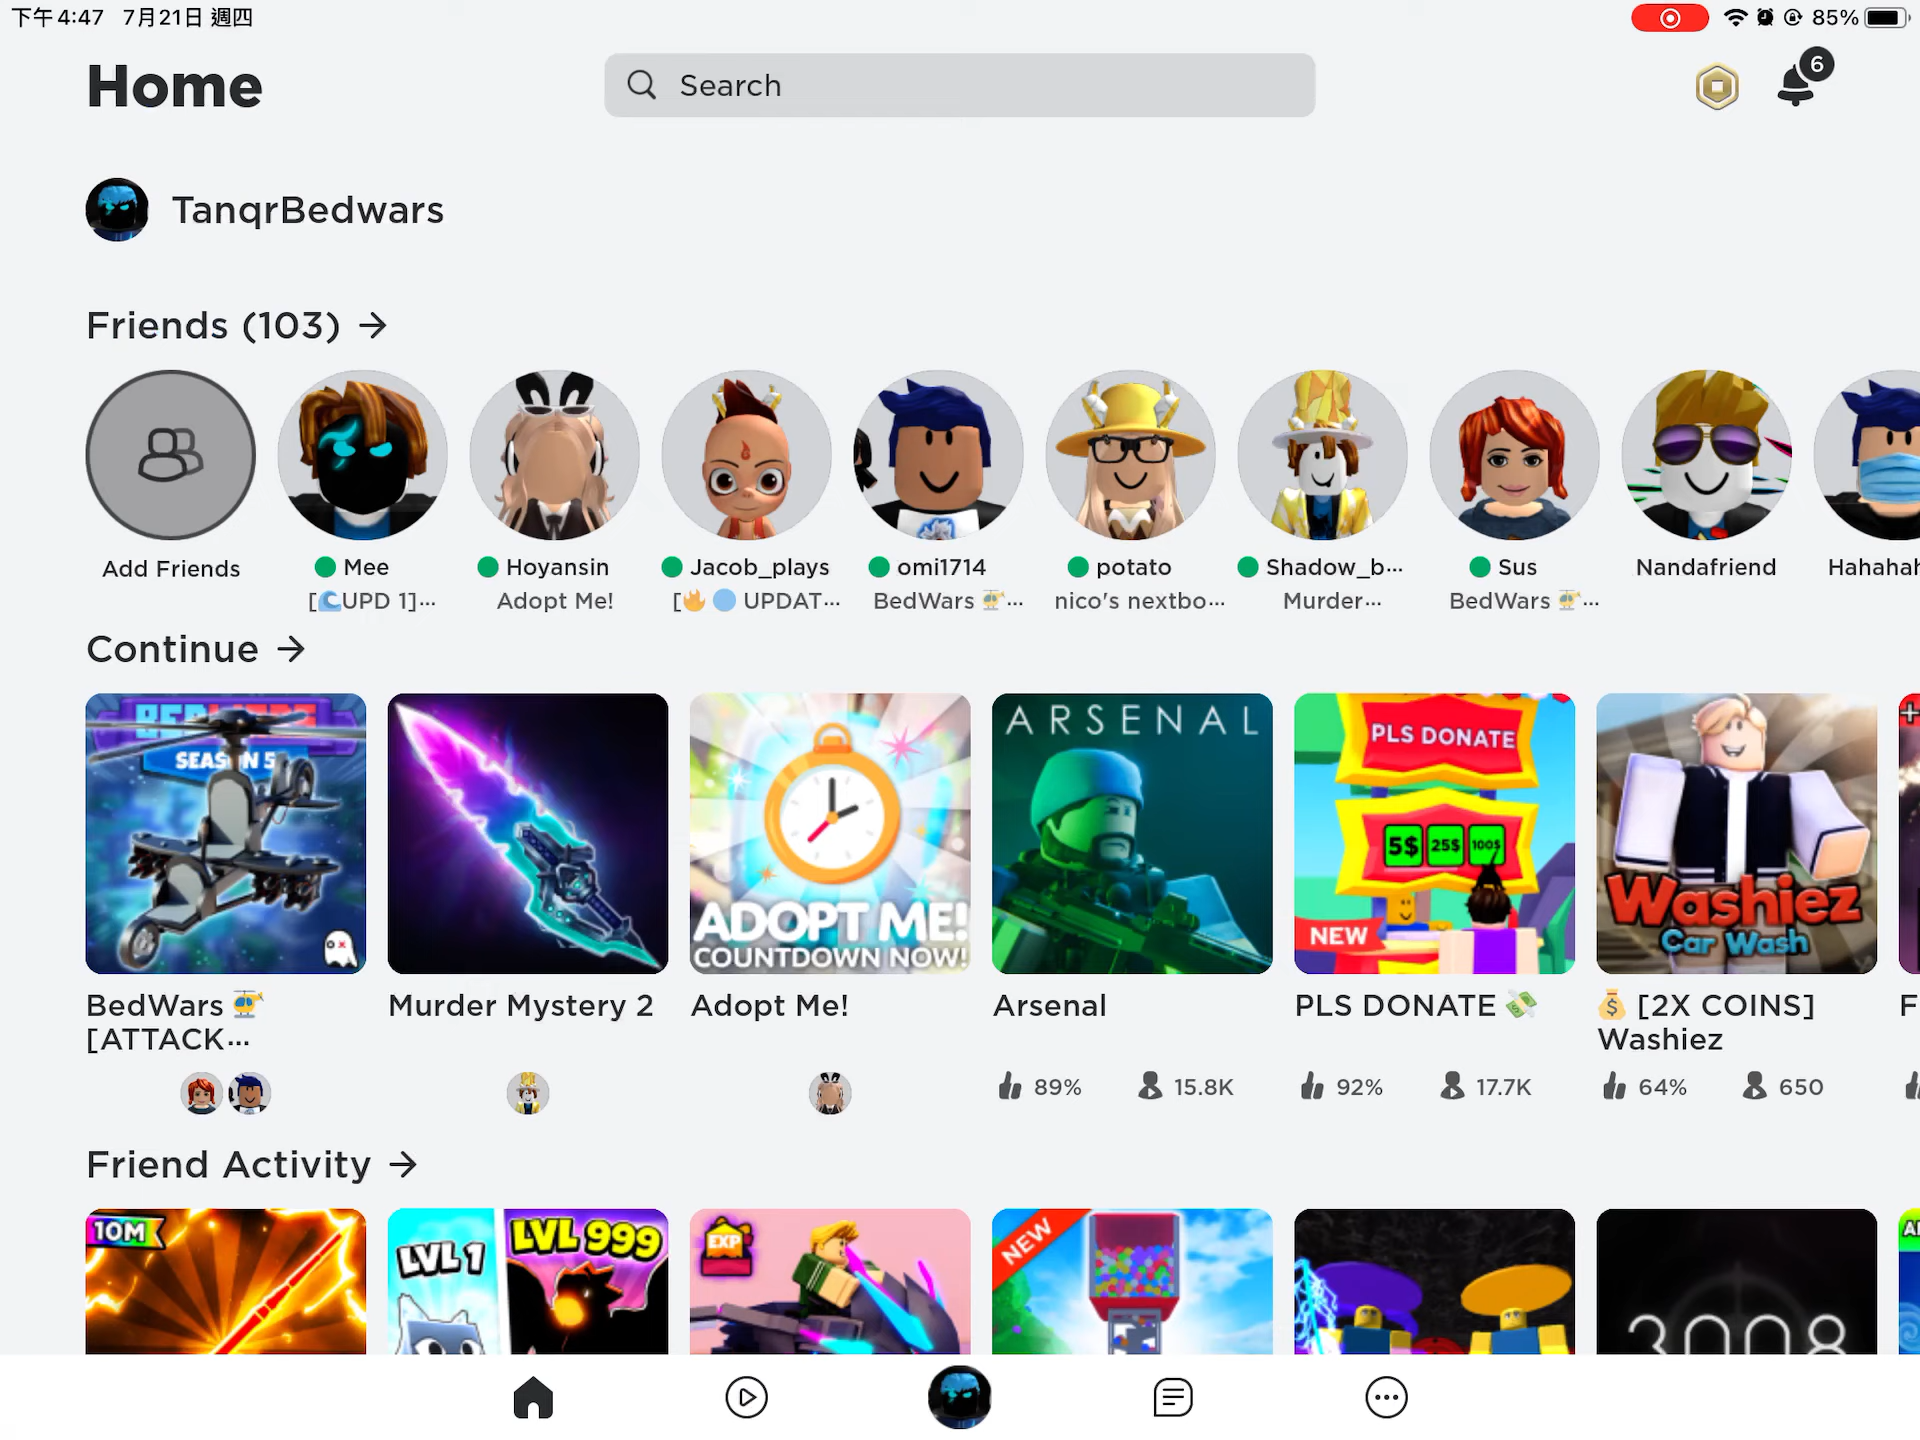 下午4:47 7月21日 週四
85%
Home
Search
6
TanqrBedwars
Friends (103)
Add Friends
Mee
Hoyansin
Jacob_plays
omi1714
potato
Shadow_b...
Sus
Nandafriend
Hahahah
[🌊UPD 1]...
Adopt Me!
[🔥🔵 UPDAT...
BedWars 🚁...
nico's nextbo...
Murder...
BedWars 🚁...
Continue
SEASON 5
ADOPT ME!
COUNTDOWN NOW!
ARSENAL
PLS DONATE
5$ 25$ 100$
NEW
Washiez
Car Wash
BedWars 🚁
[ATTACK...
Murder Mystery 2
Adopt Me!
Arsenal
PLS DONATE 💸
💰 [2X COINS]
Washiez
F
89%
15.8K
92%
17.7K
64%
650
Friend Activity
10M
LVL 1
LVL 999
EXP
NEW
3008